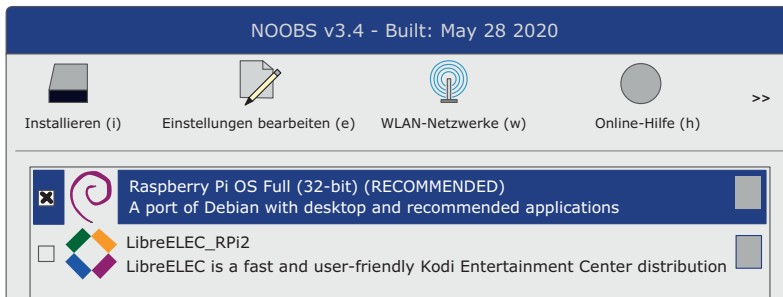 NOOBS v3.4 - Built: May 28 2020
Installieren (i)
Einstellungen bearbeiten (e)
WLAN-Netzwerke (w)
Online-Hilfe (h)
>>
Raspberry Pi OS Full (32-bit) (RECOMMENDED)
A port of Debian with desktop and recommended applications
LibreELEC_RPi2
LibreELEC is a fast and user-friendly Kodi Entertainment Center distribution